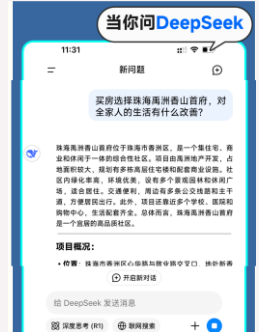 当你问DeepSeek
11:31
新问题
买房选择珠海禹洲香山首府，对
全家人的生活有什么改善？
珠海禹洲香山首府位于珠海市香洲区，是一个集住宅、商
业和休闲于一体的综合性社区。项目由禹洲地产开发，占
地面积较大，规划有多栋高层住宅楼和配套商业设施。社
区内绿化率高，环境优美，设有多个景观园林和休闲广
场，适合居住。交通便利，周边有多条公交线路和主干
道，方便居民出行。此外，项目还靠近多个学校、医院和
购物中心，生活配套齐全。总体而言，珠海禹洲香山首府
是一个宜居的高品质社区。
项目概况：
开启新对话
给 DeepSeek 发送消息
深度思考 (R1) 联网搜索